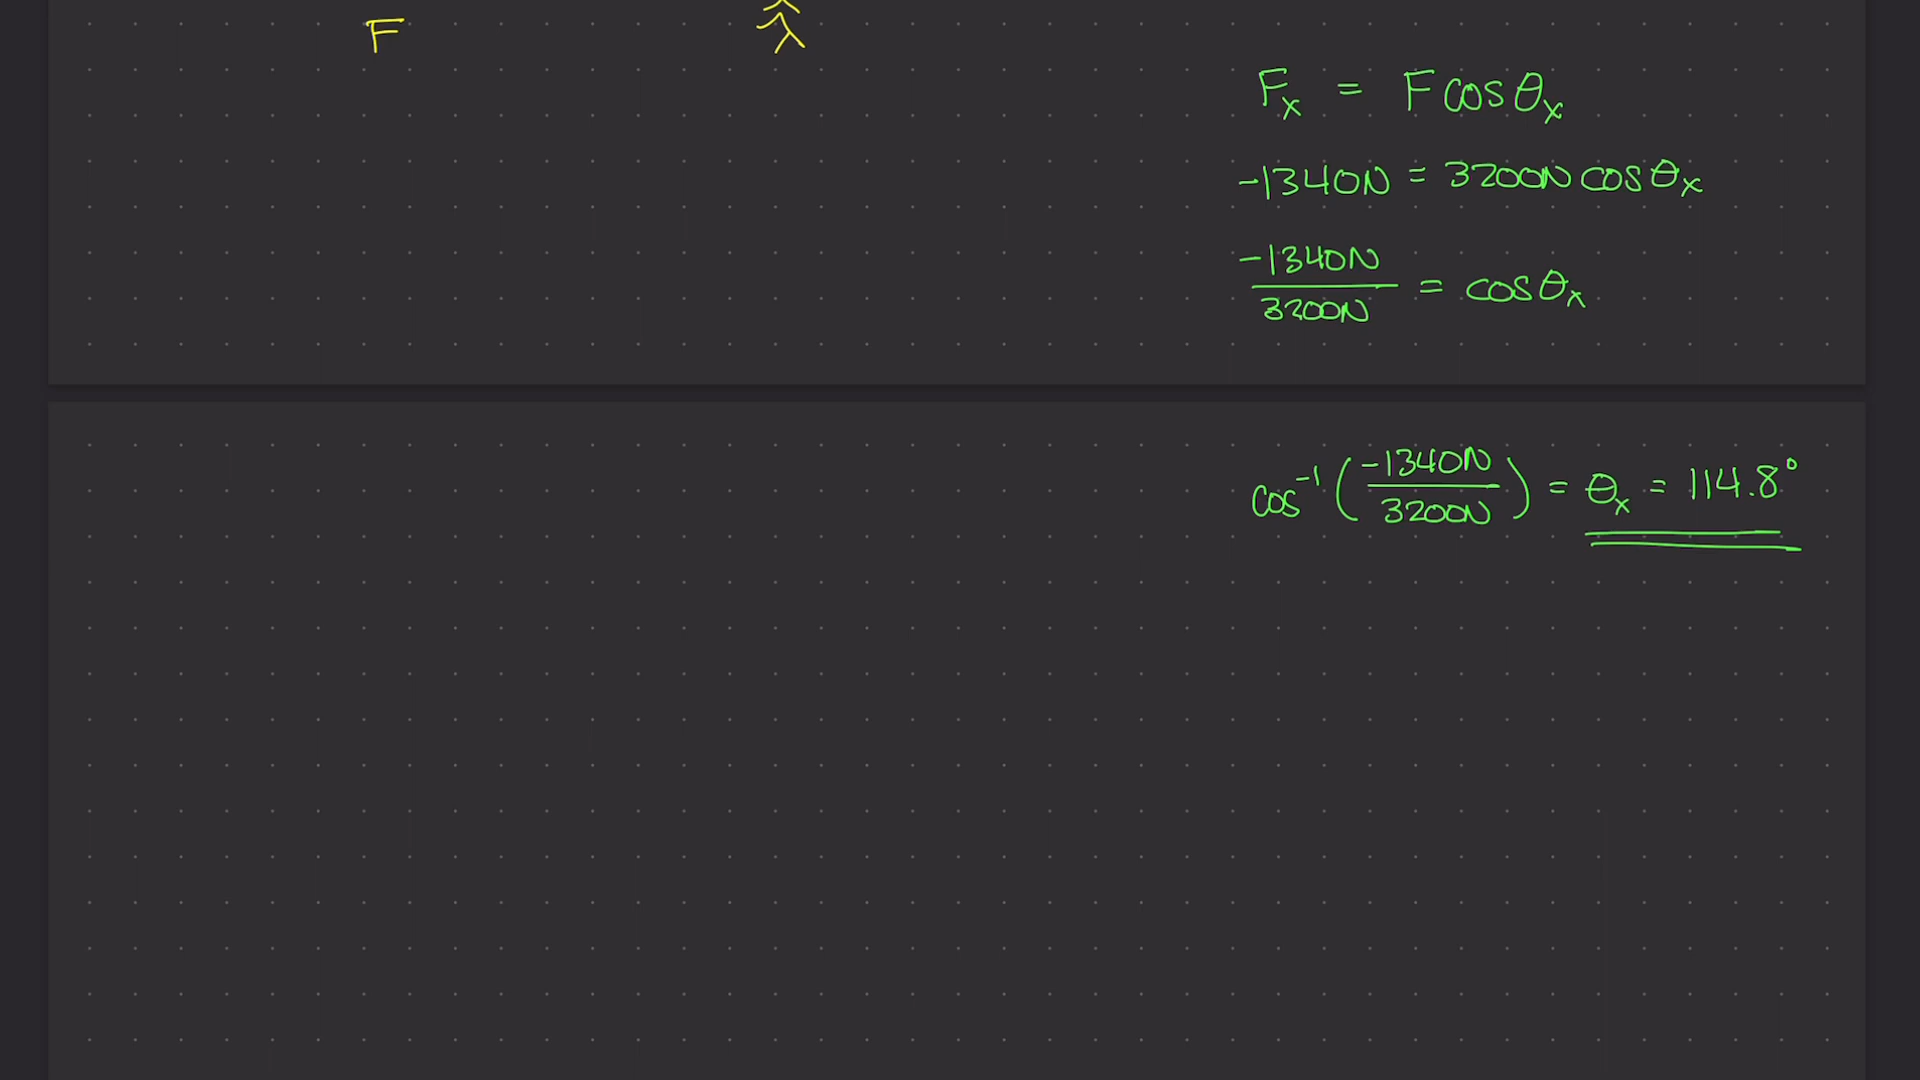 F λ
Fx = F cos θx
-1340N = 3200N cos θx
-1340N
3200N = cos θx
cos⁻¹ (-1340N / 3200N) = θx = 114.8°